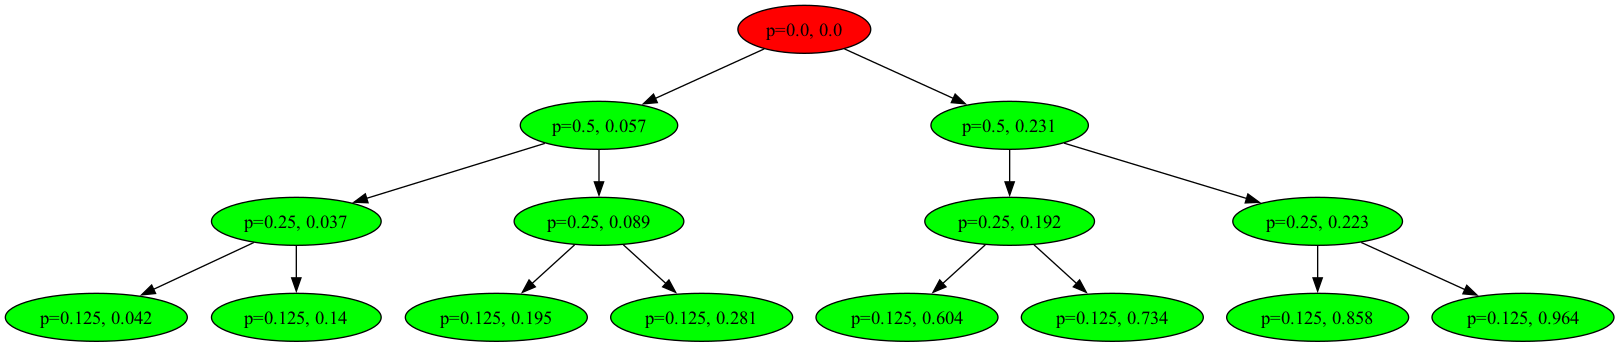 p=0.0, 0.0
p=0.5, 0.057
p=0.5, 0.231
p=0.25, 0.037
p=0.25, 0.089
p=0.25, 0.192
p=0.25, 0.223
p=0.125, 0.042
p=0.125, 0.14
p=0.125, 0.195
p=0.125, 0.281
p=0.125, 0.604
p=0.125, 0.734
p=0.125, 0.858
p=0.125, 0.964